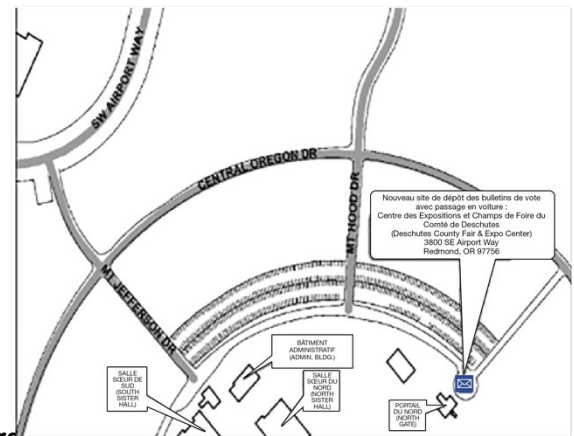 SW AIRPORT WAY
CENTRAL OREGON DR
MT HOOD DR
MT JEFFERSON DR
Nouveau site de dépôt des bulletins de vote
avec passage en voiture :
Centre des Expositions et Champs de Foire du
Comté de Deschutes
(Deschutes County Fair & Expo Center)
3800 SE Airport Way
Redmond, OR 97756
BÂTIMENT
ADMINISTRATIF
(ADMIN. BLDG.)
SALLE
SŒUR DE
SUD
(SOUTH
SISTER
HALL)
SALLE
SŒUR DU
NORD
(NORTH
SISTER
HALL)
PORTAIL
DU NORD
(NORTH
GATE)